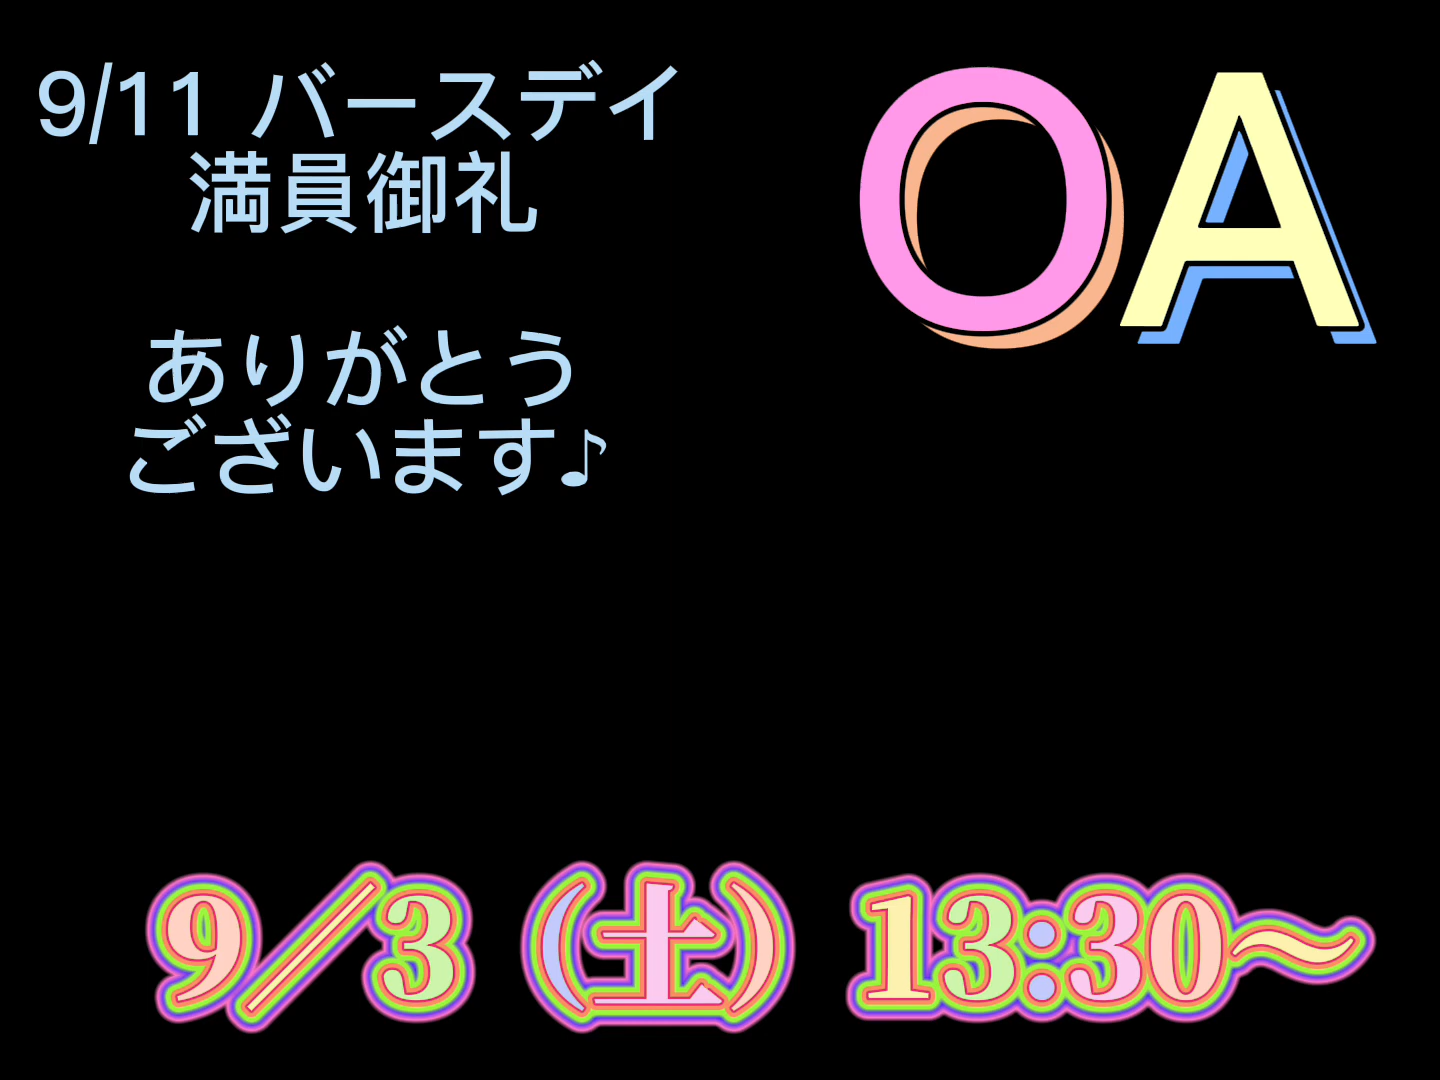 9/11 バースデイ
満員御礼
ありがとう
ございます♪
OA
9／3（土）13:30～